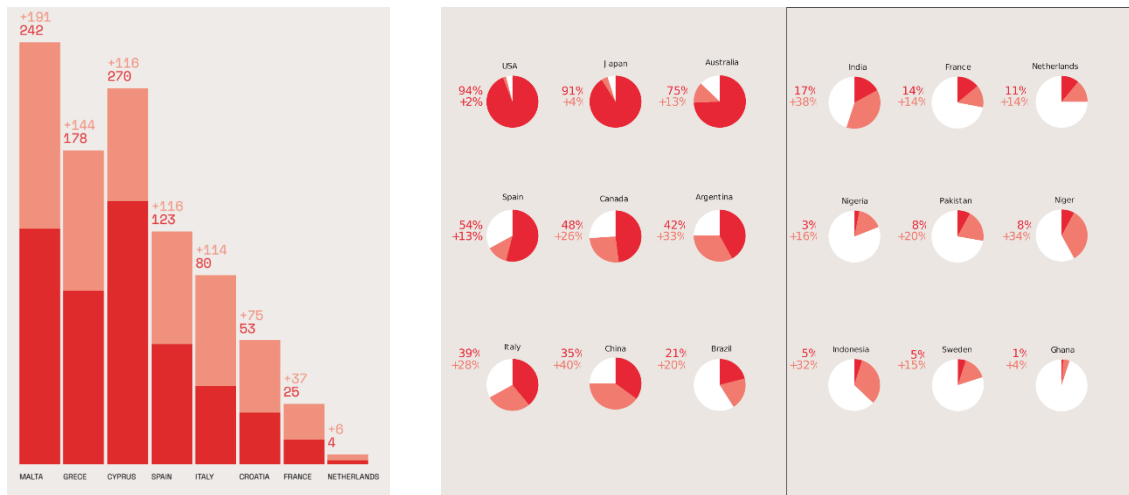 +191
242
+144
178
+116
270
+116
123
+114
80
+75
53
+37
25
+6
4
MALTA
GRECE
CYPRUS
SPAIN
ITALY
CROATIA
FRANCE
NETHERLANDS
USA
94%
+2%
Japan
91%
+4%
Australia
75%
+13%
India
17%
+38%
France
14%
+14%
Netherlands
11%
+14%
Spain
54%
+13%
Canada
48%
+26%
Argentina
42%
+33%
Nigeria
3%
+16%
Pakistan
8%
+20%
Niger
8%
+34%
Italy
39%
+28%
China
35%
+40%
Brazil
21%
+20%
Indonesia
5%
+32%
Sweden
5%
+15%
Ghana
1%
+4%